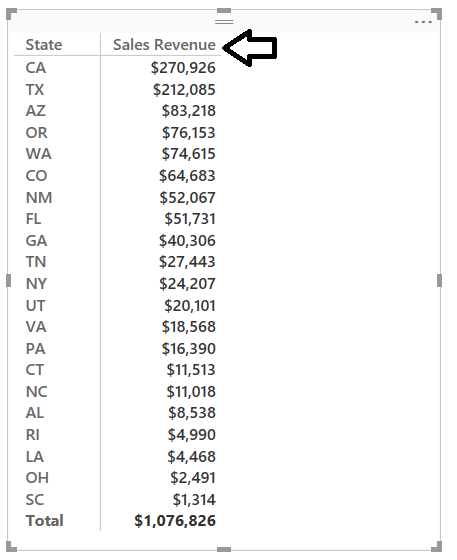 State Sales Revenue
CA $270,926
TX $212,085
AZ $83,218
OR $76,153
WA $74,615
CO $64,683
NM $52,067
FL $51,731
GA $40,306
TN $27,443
NY $24,207
UT $20,101
VA $18,568
PA $16,390
CT $11,513
NC $11,018
AL $8,538
RI $4,990
LA $4,468
OH $2,491
SC $1,314
Total $1,076,826